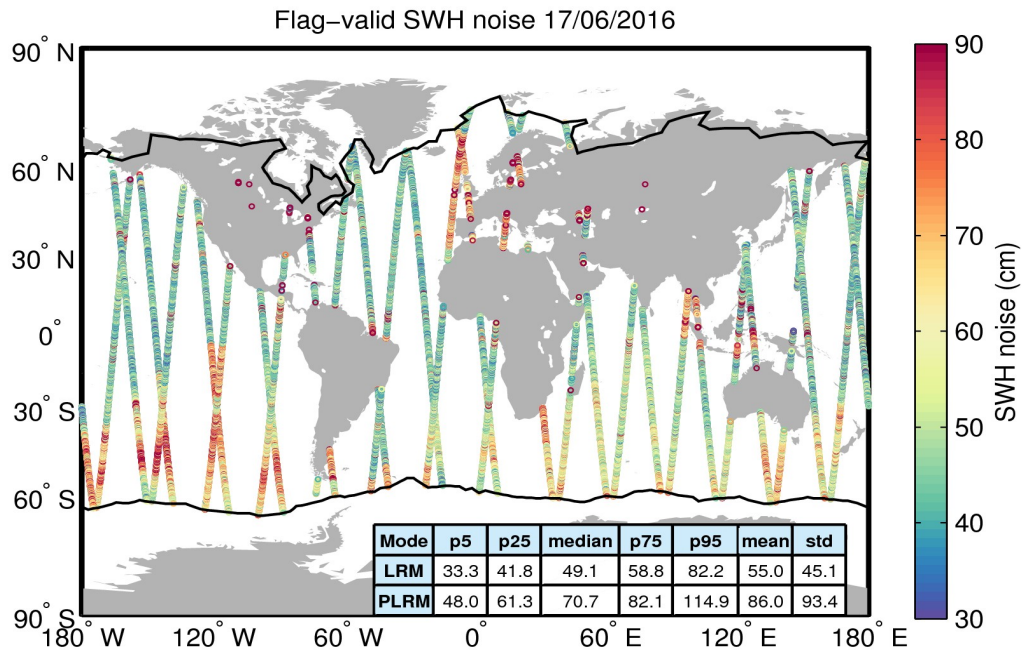 Flag−valid SWH noise 17/06/2016
90° N
60° N
30° N
0°
30° S
60° S
90° S
180° W
120° W
60° W
0°
60° E
120° E
180° E
Mode p5 p25 median p75 p95 mean std
LRM 33.3 41.8 49.1 58.8 82.2 55.0 45.1
PLRM 48.0 61.3 70.7 82.1 114.9 86.0 93.4
90
80
70
60
50
40
30
SWH noise (cm)